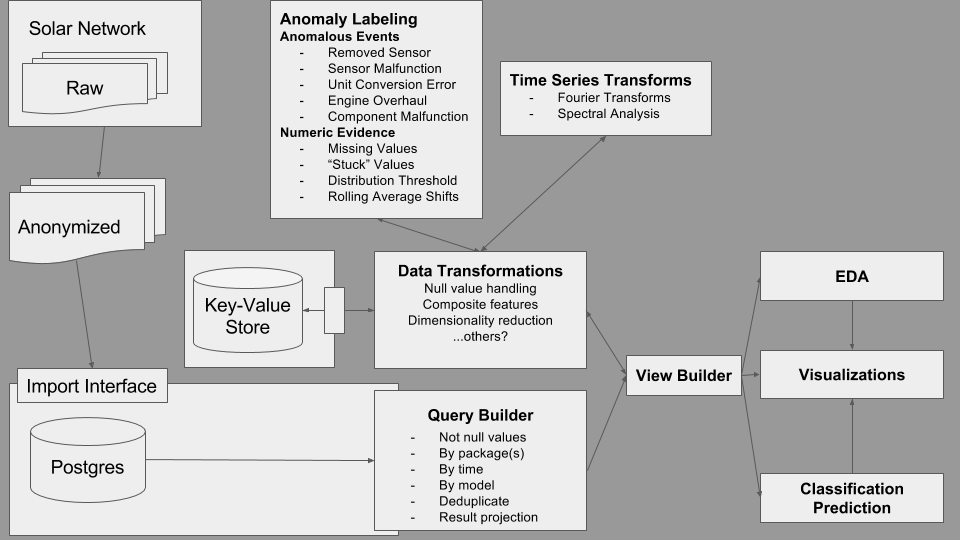 Solar Network
Raw
Anonymized
Anomaly Labeling
Anomalous Events
- Removed Sensor
- Sensor Malfunction
- Unit Conversion Error
- Engine Overhaul
- Component Malfunction
Numeric Evidence
- Missing Values
- “Stuck” Values
- Distribution Threshold
- Rolling Average Shifts
Time Series Transforms
- Fourier Transforms
- Spectral Analysis
Key-Value
Store
Data Transformations
Null value handling
Composite features
Dimensionality reduction
...others?
Import Interface
Postgres
Query Builder
- Not null values
- By package(s)
- By time
- By model
- Deduplicate
- Result projection
View Builder
EDA
Visualizations
Classification
Prediction